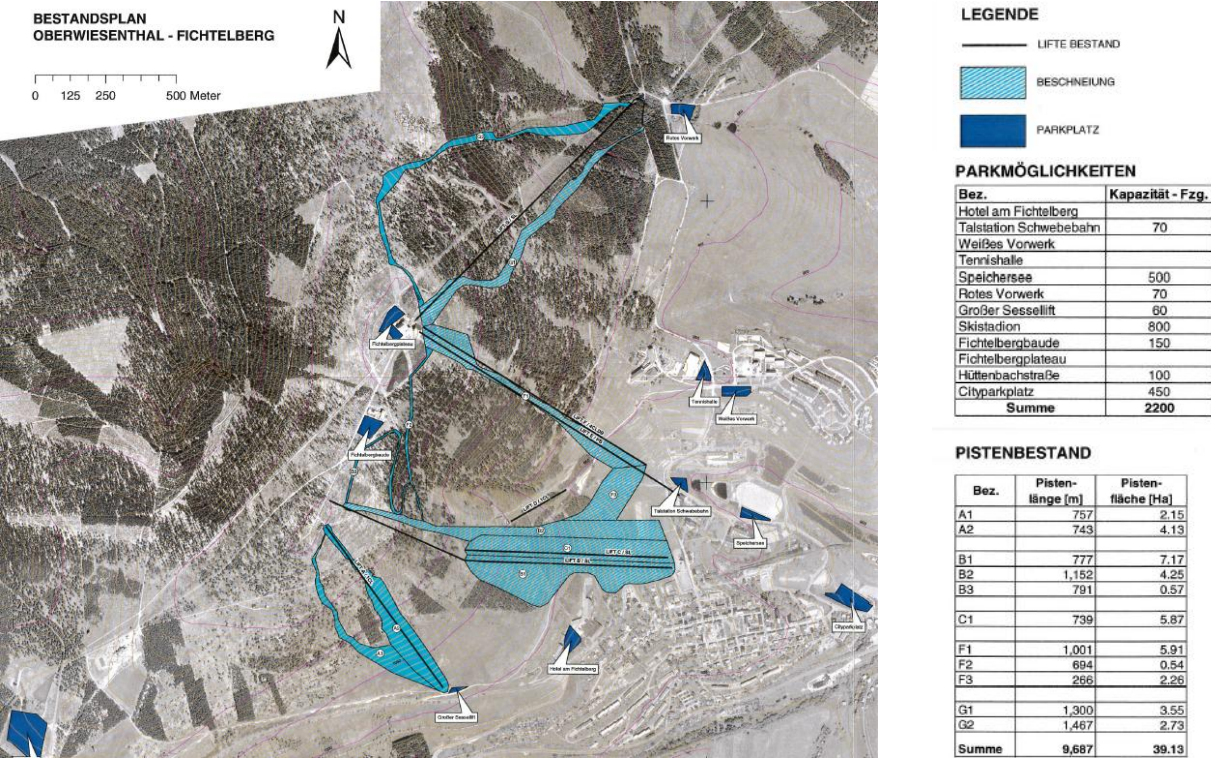 BESTANDSPLAN
OBERWIESENTHAL - FICHTELBERG
N
0 125 250 500 Meter
Rotes Vorwerk
Fichtelbergplateau
Tennishalle
Weißes Vorwerk
Fichtelbergbaude
Talstation Schwebebahn
Speichersee
Cityparkplatz
Hotel am Fichtelberg
Großer Sessellift
LEGENDE
LIFTE BESTAND
BESCHNEIUNG
PARKPLATZ
PARKMÖGLICHKEITEN
Bez. Kapazität - Fzg.
Hotel am Fichtelberg
Talstation Schwebebahn 70
Weißes Vorwerk
Tennishalle
Speichersee 500
Rotes Vorwerk 70
Großer Sessellift 60
Skistadion 800
Fichtelbergbaude 150
Fichtelbergplateau
Hüttenbachstraße 100
Cityparkplatz 450
Summe 2200
PISTENBESTAND
Bez. Pisten- Pisten-
länge [m] fläche [Ha]
A1 757 2.15
A2 743 4.13
B1 777 7.17
B2 1,152 4.25
B3 791 0.57
C1 739 5.87
F1 1,001 5.91
F2 694 0.54
F3 266 2.26
G1 1,300 3.55
G2 1,467 2.73
Summe 9,687 39.13